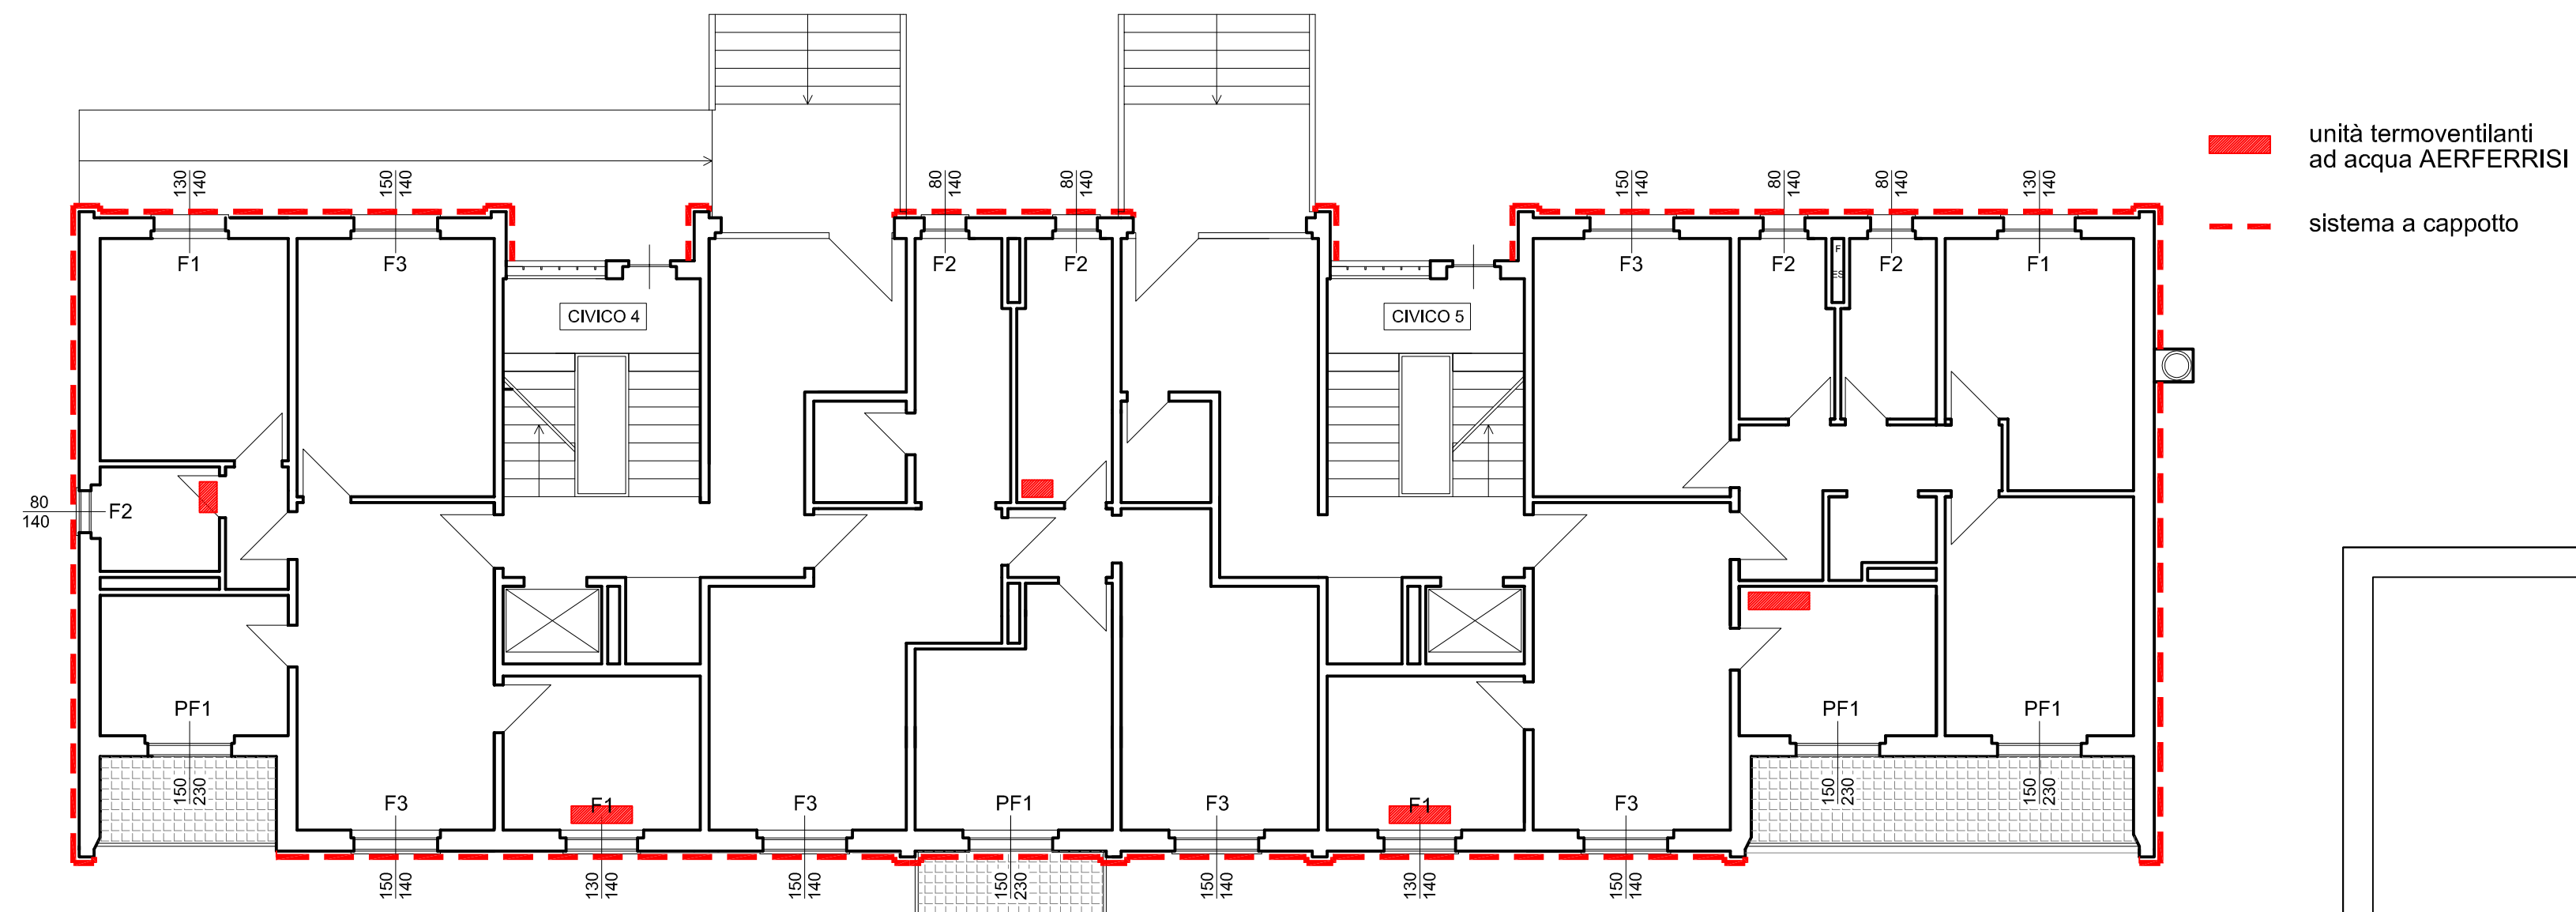 unità termoventilanti
ad acqua AERFERRISI
sistema a cappotto
130 140
150 140
80 140
80 140
150 140
80 140
80 140
130 140
F1
F3
F2
F2
F3
F
ES
F2
F2
F1
CIVICO 4
CIVICO 5
80
140
F2
PF1
PF1
PF1
150 230
150 230
150 230
F3
F1
F3
PF1
F3
F1
F3
150 140
130 140
150 140
150 230
150 140
130 140
150 140